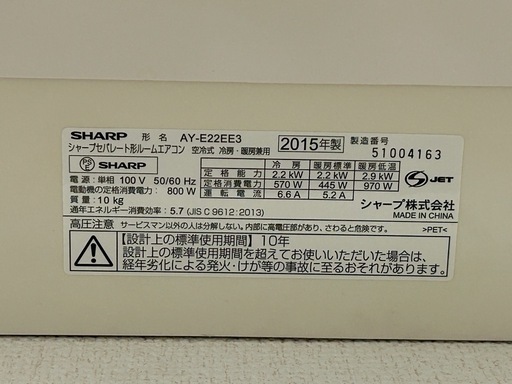 SHARP 形名 AY-E22EE3 2015年製 製造番号
シャープセパレート形ルームエアコン 空冷式 冷房・暖房兼用 51004163
PS E SHARP
冷房 暖房標準 暖房低温
定格能力 2.2kW 2.2kW 2.9kW
電源:単相 100 V 50/60 Hz 定格消費電力 570 W 445 W 970 W
電動機の定格消費電力: 800 W 運転電流 6.6 A 5.2 A
S JET
質量:10 kg
シャープ株式会社
通年エネルギー消費効率:5.7 (JIS C 9612:2013)
MADE IN CHINA
高圧注意 サービスマン以外の人は分解しない。内部に高電圧部があり、さわると危険です。 >PET<
【設計上の標準使用期間】10年
設計上の標準使用期間を超えてお使いいただいた場合は、
経年劣化による発火・けが等の事故に至るおそれがあります。